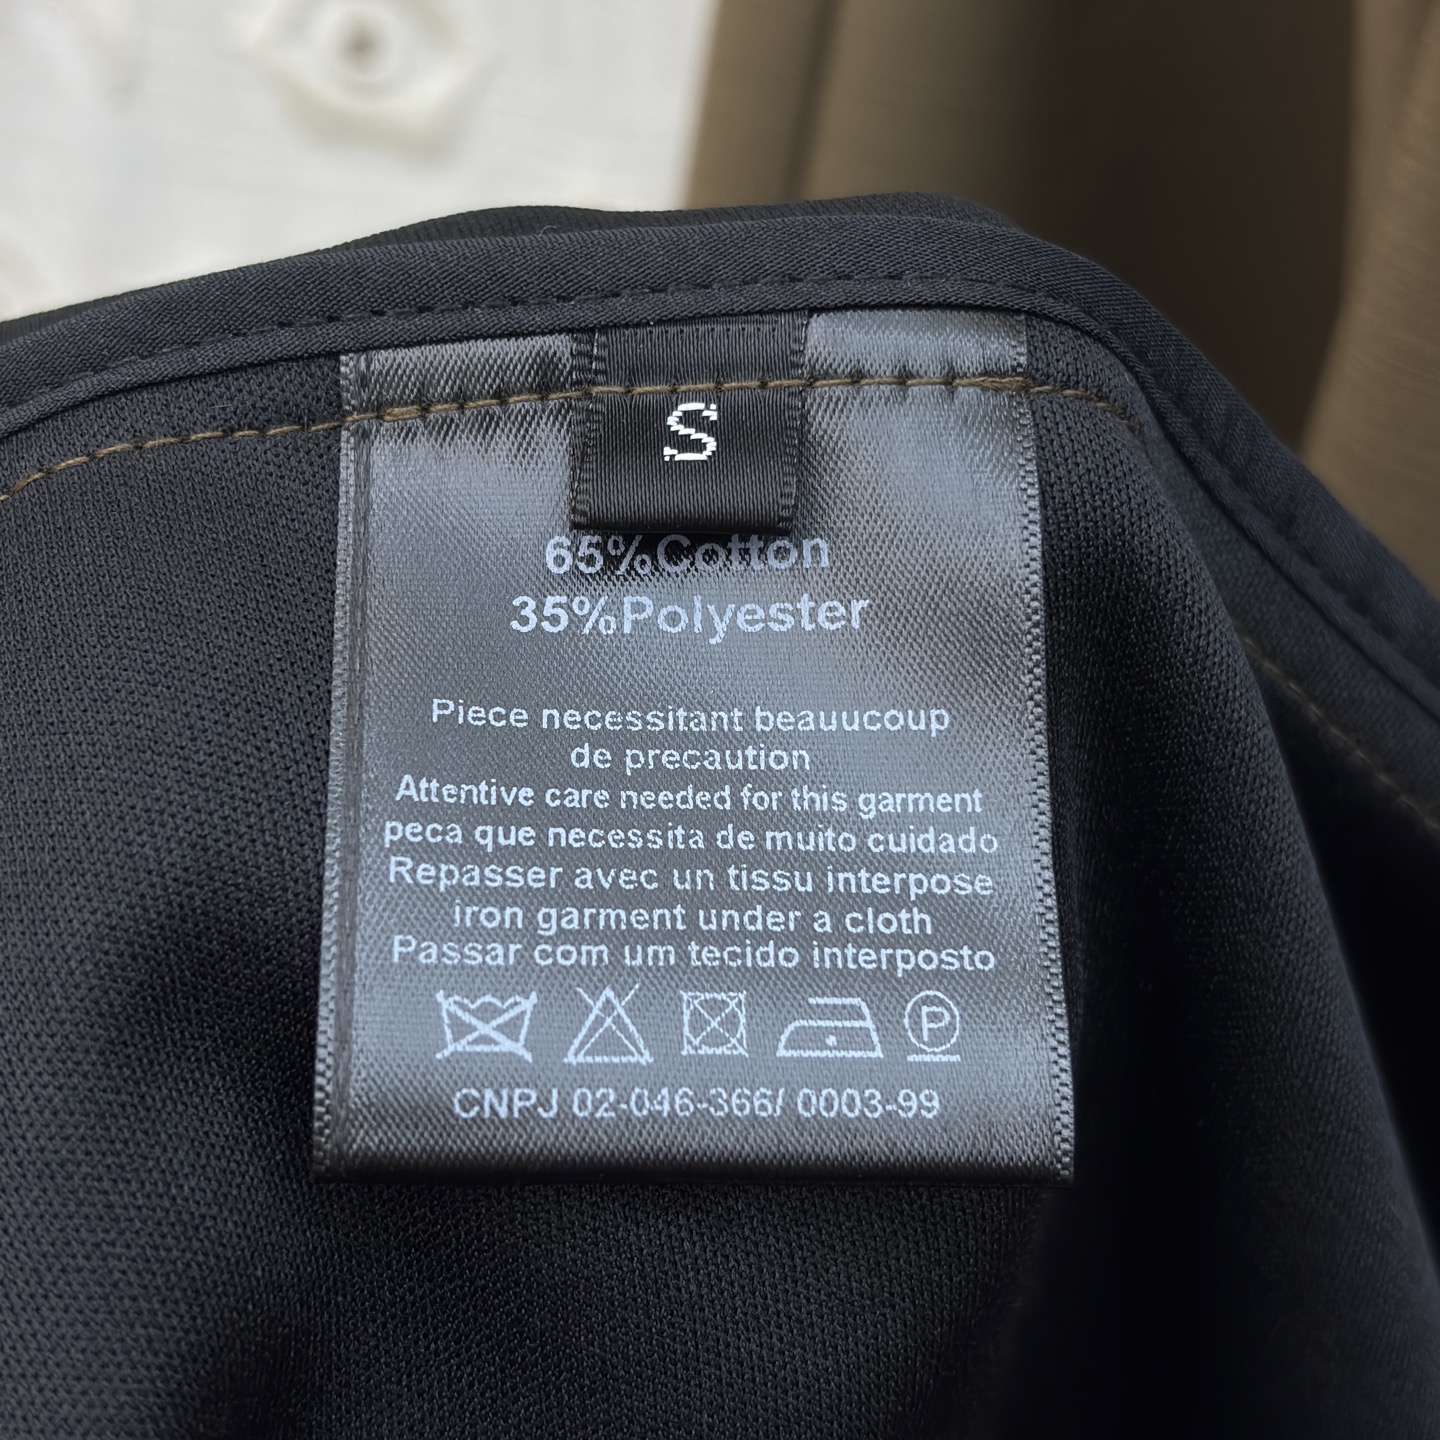 S
65%Cotton
35%Polyester
Piece necessitant beauucoup
de precaution
Attentive care needed for this garment
peca que necessita de muito cuidado
Repasser avec un tissu interpose
iron garment under a cloth
Passar com um tecido interposto
P
CNPJ 02-046-366/ 0003-99